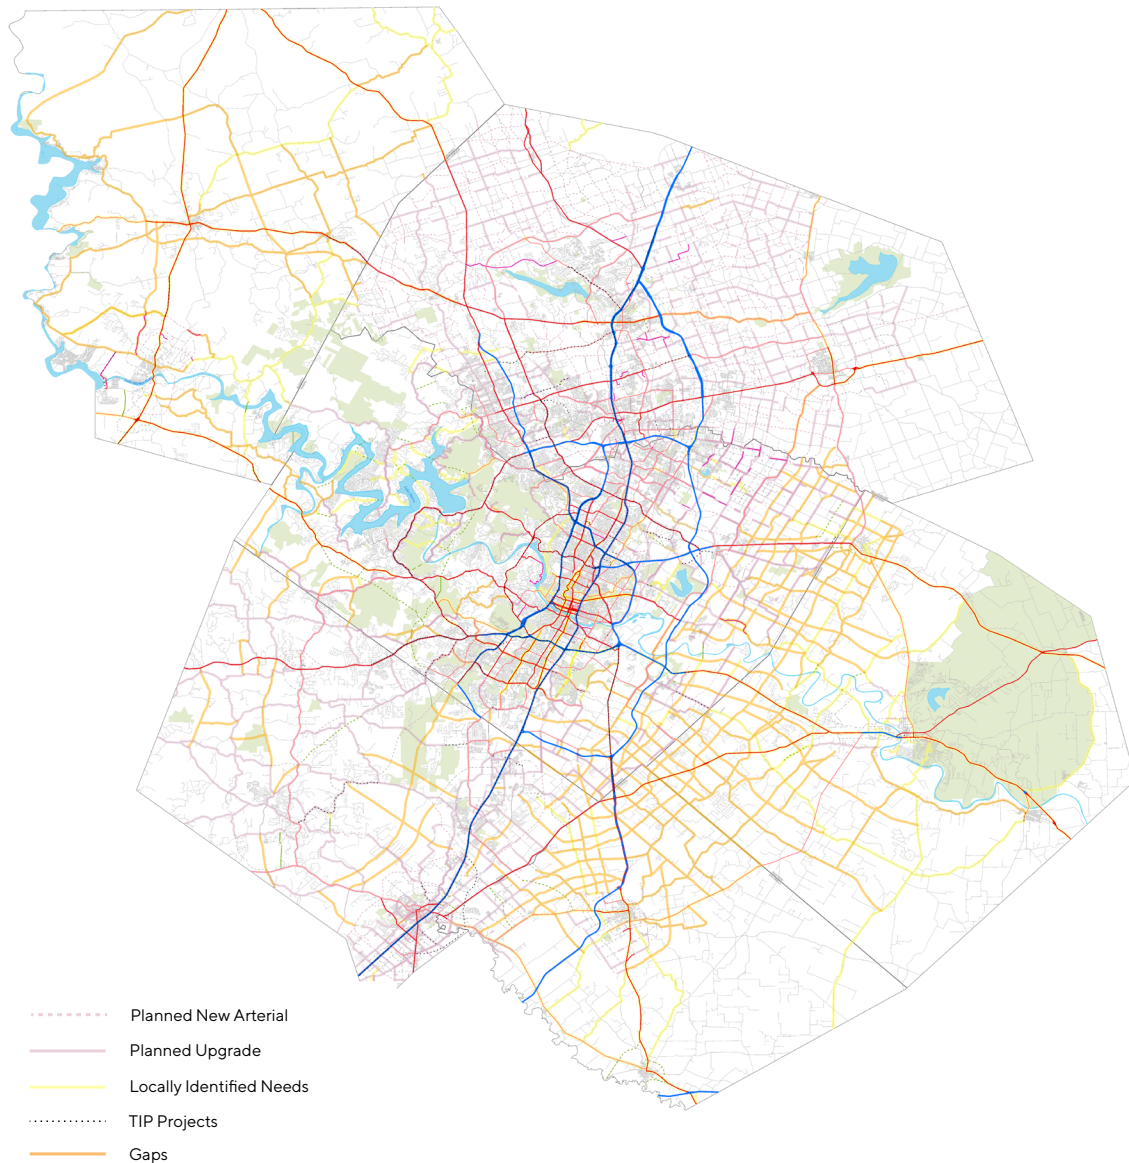 Planned New Arterial
Planned Upgrade
Locally Identified Needs
TIP Projects
Gaps